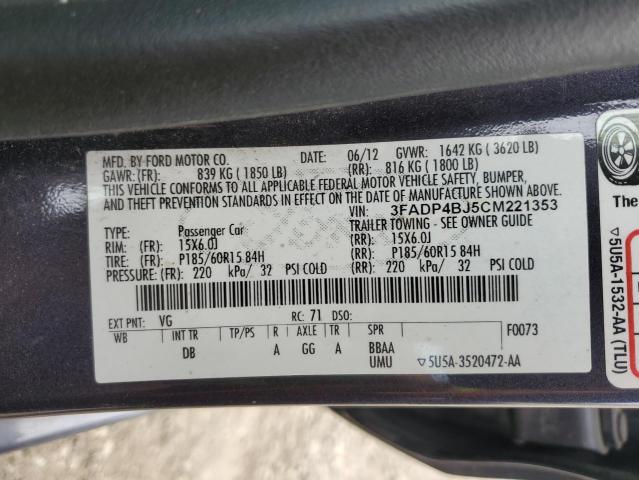 MFD. BY FORD MOTOR CO. DATE: 06/12 GVWR: 1642 KG ( 3620 LB)
GAWR: (FR): 839 KG ( 1850 LB) (RR): 816 KG ( 1800 LB)
THIS VEHICLE CONFORMS TO ALL APPLICABLE FEDERAL MOTOR VEHICLE SAFETY, BUMPER,
AND THEFT PREVENTION STANDARDS IN EFFECT ON THE DATE OF MANUFACTURE SHOWN ABOVE.
VIN: 3FADP4BJ5CM221353
TYPE: Passenger Car TRAILER TOWING - SEE OWNER GUIDE
RIM: (FR): 15X6.0J (RR): 15X6.0J
TIRE: (FR): P185/60R15 84H (RR): P185/60R15 84H
PRESSURE: (FR): 220 kPa/ 32 PSI COLD (RR): 220 kPa/ 32 PSI COLD
EXT PNT: VG RC: 71 DSO:
WB INT TR TP/PS R AXLE TR SPR F0073
DB A GG A BBAA
UMU ▽5U5A-3520472-AA
The
▽5U5A-1532-AA (TLU)